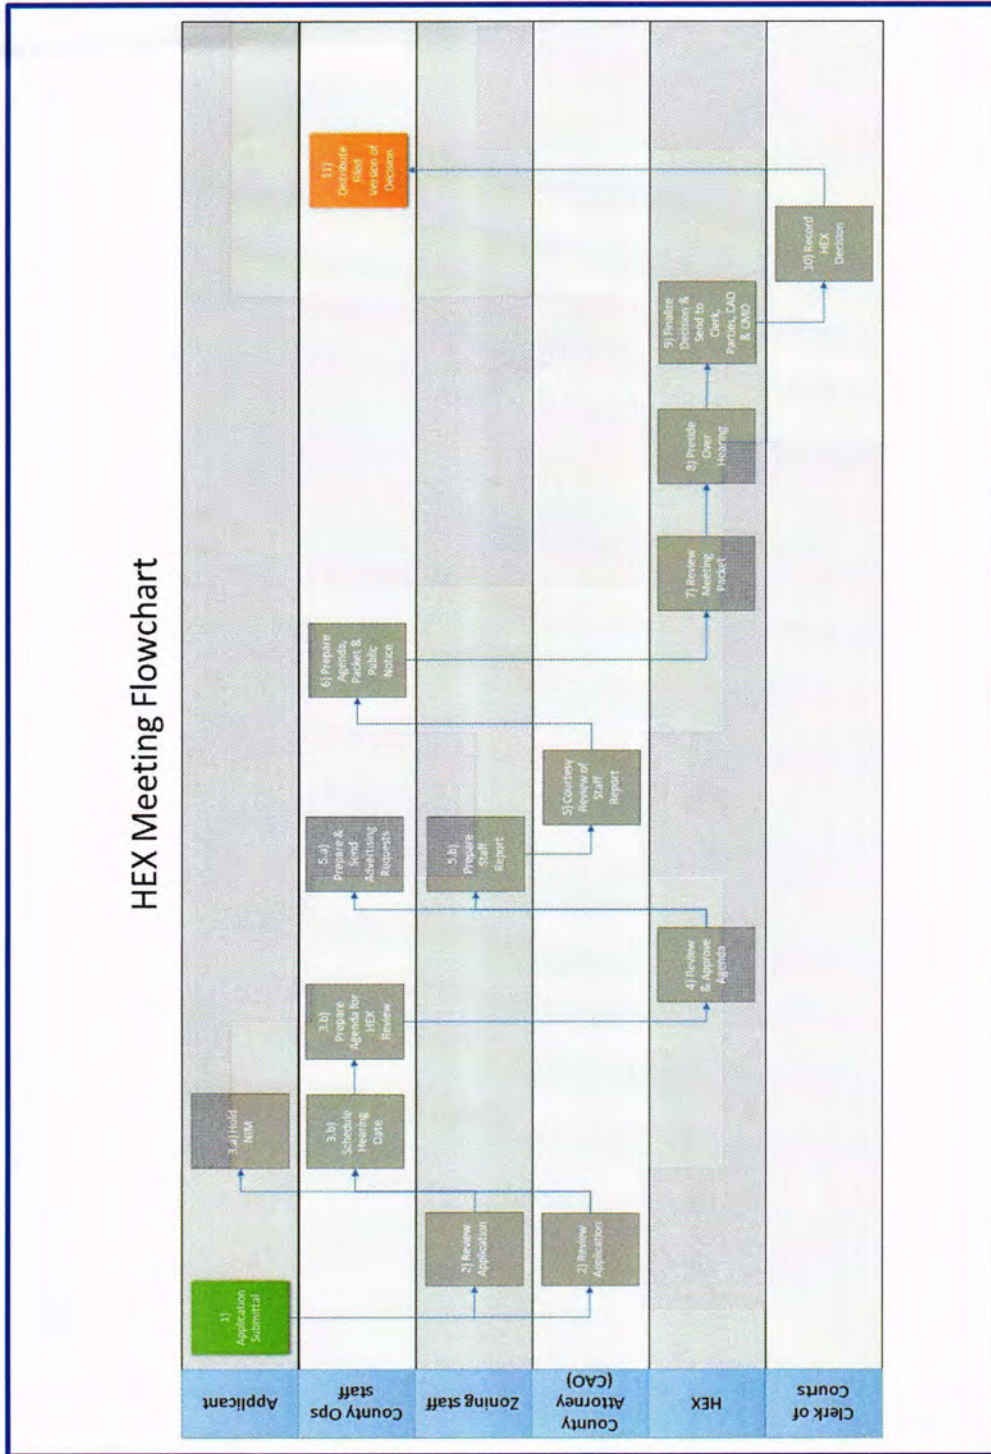 HEX Meeting Flowchart
Applicant
County Ops
staff
Zoning staff
County
Attorney
(CAO)
HEX
Clerk of
Courts
1)
Application
Submittal
2) Review
Application
2) Review
Application
3.a) Hold
NIM
3.b)
Schedule
Hearing
Date
3.b)
Prepare
Agenda for
HEX
Review
4) Review
& Approve
Agenda
5.a)
Prepare &
Send
Advertising
Requests
5.b)
Prepare
Staff
Report
5) Courtesy
Review of
Staff
Report
6) Prepare
Agenda,
Packet &
Public
Notice
7) Review
Meeting
Packet
8) Preside
Over
Hearing
9) Finalize
Decision &
Send to
Clerk,
Parties, CAO
& CMO
10) Record
HEX
Decision
11)
Distribute
Filed
Version of
Decision